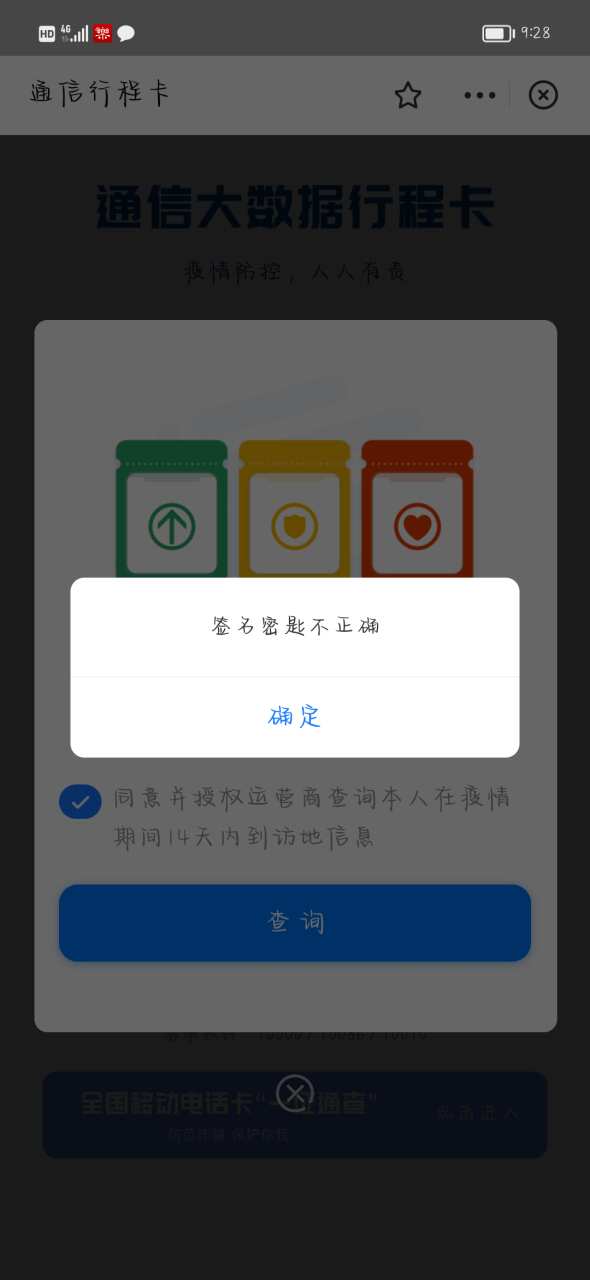 HD 4G 9:28
通信行程卡
通信大数据行程卡
疫情防控,人人有责
签名密匙不正确
确定
同意并授权运营商查询本人在疫情
期间14天内到访地信息
查询
全国移动电话卡“一证通查”
点击进入
防范诈骗 保护你我